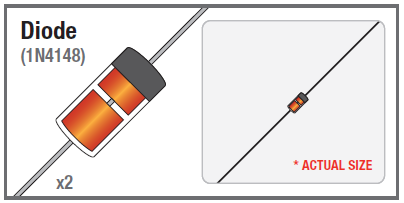 Diode
(1N4148)
x2
* ACTUAL SIZE